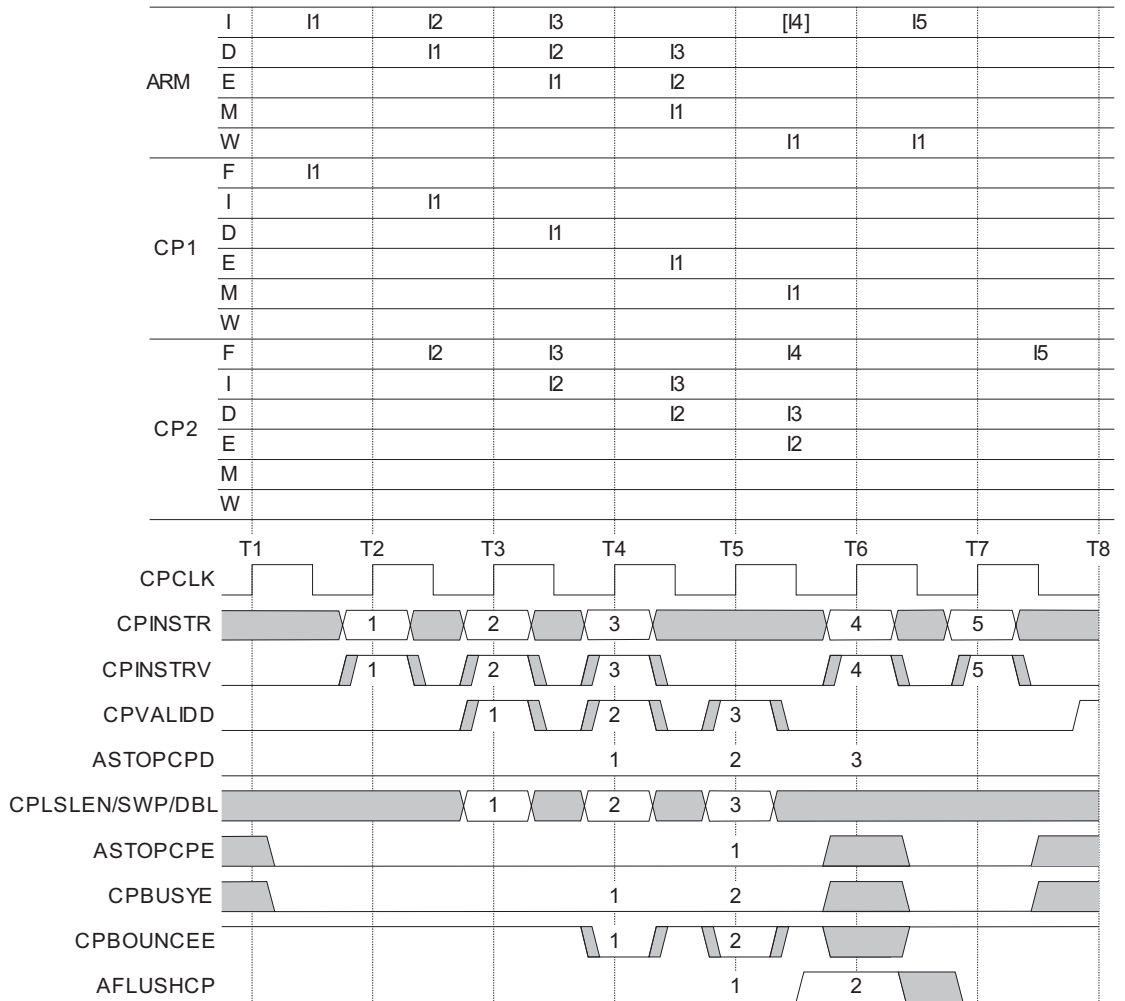 I I1 I2 I3 [I4] I5
D I1 I2 I3
ARM E I1 I2
M I1
W I1 I1
F I1
I I1
CP1 D I1
E I1
M I1
W
F I2 I3 I4 I5
I I2 I3
CP2 D I2 I3
E I2
M
W
T1 T2 T3 T4 T5 T6 T7 T8
CPCLK
CPINSTR 1 2 3 4 5
CPINSTRV 1 2 3 4 5
CPVALIDD 1 2 3
ASTOPCPD 1 2 3
CPLSLEN/SWP/DBL 1 2 3
ASTOPCPE 1
CPBUSYE 1 2
CPBOUNCEE 1 2
AFLUSHCP 1 2